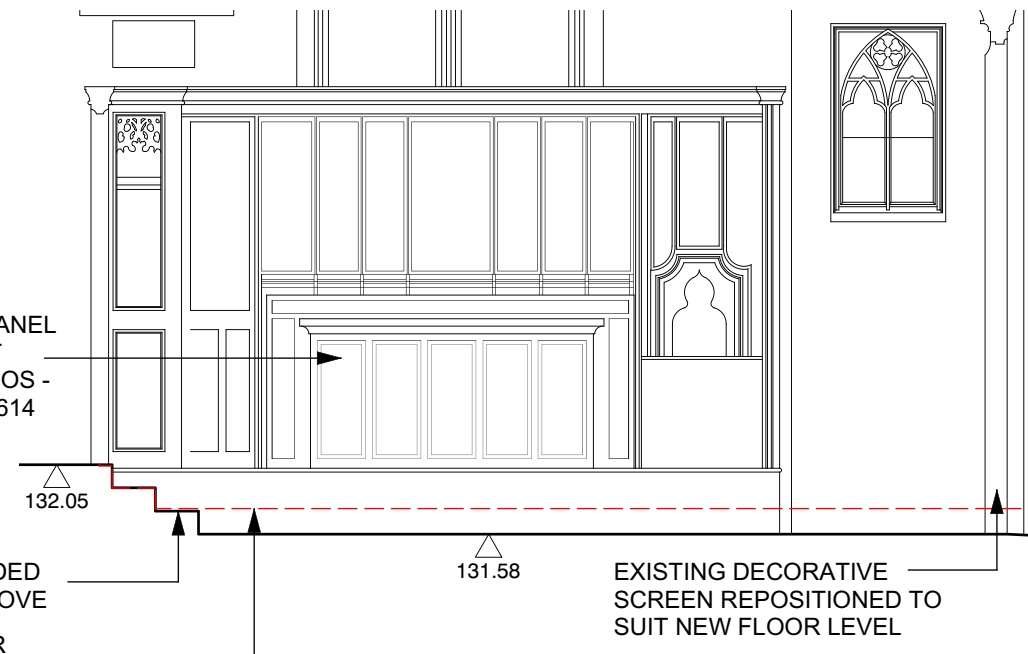 ANEL
OS -
614
132.05
131.58
DED
OVE
R
EXISTING DECORATIVE
SCREEN REPOSITIONED TO
SUIT NEW FLOOR LEVEL